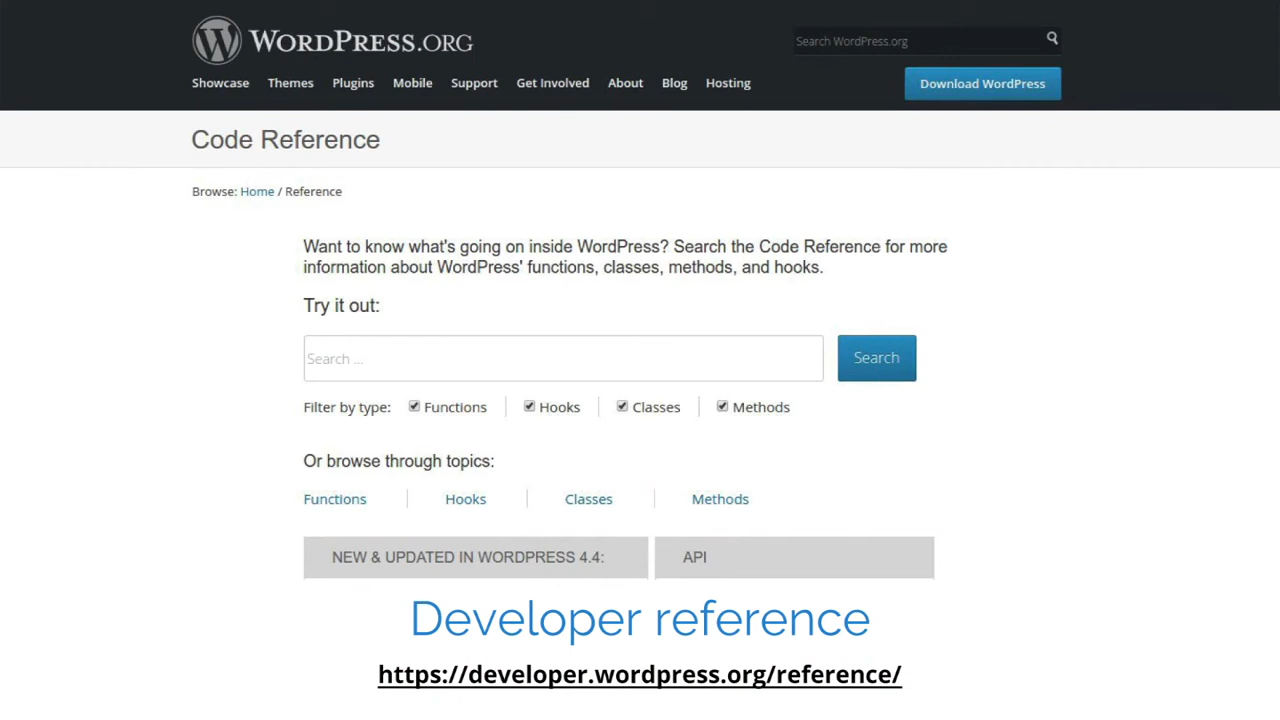 WORDPRESS.ORG
Search WordPress.org
Showcase Themes Plugins Mobile Support Get Involved About Blog Hosting
Download WordPress
Code Reference
Browse: Home / Reference
Want to know what's going on inside WordPress? Search the Code Reference for more
information about WordPress' functions, classes, methods, and hooks.
Try it out:
Search ...
Search
Filter by type: Functions Hooks Classes Methods
Or browse through topics:
Functions Hooks Classes Methods
NEW & UPDATED IN WORDPRESS 4.4: API
Developer reference
https://developer.wordpress.org/reference/